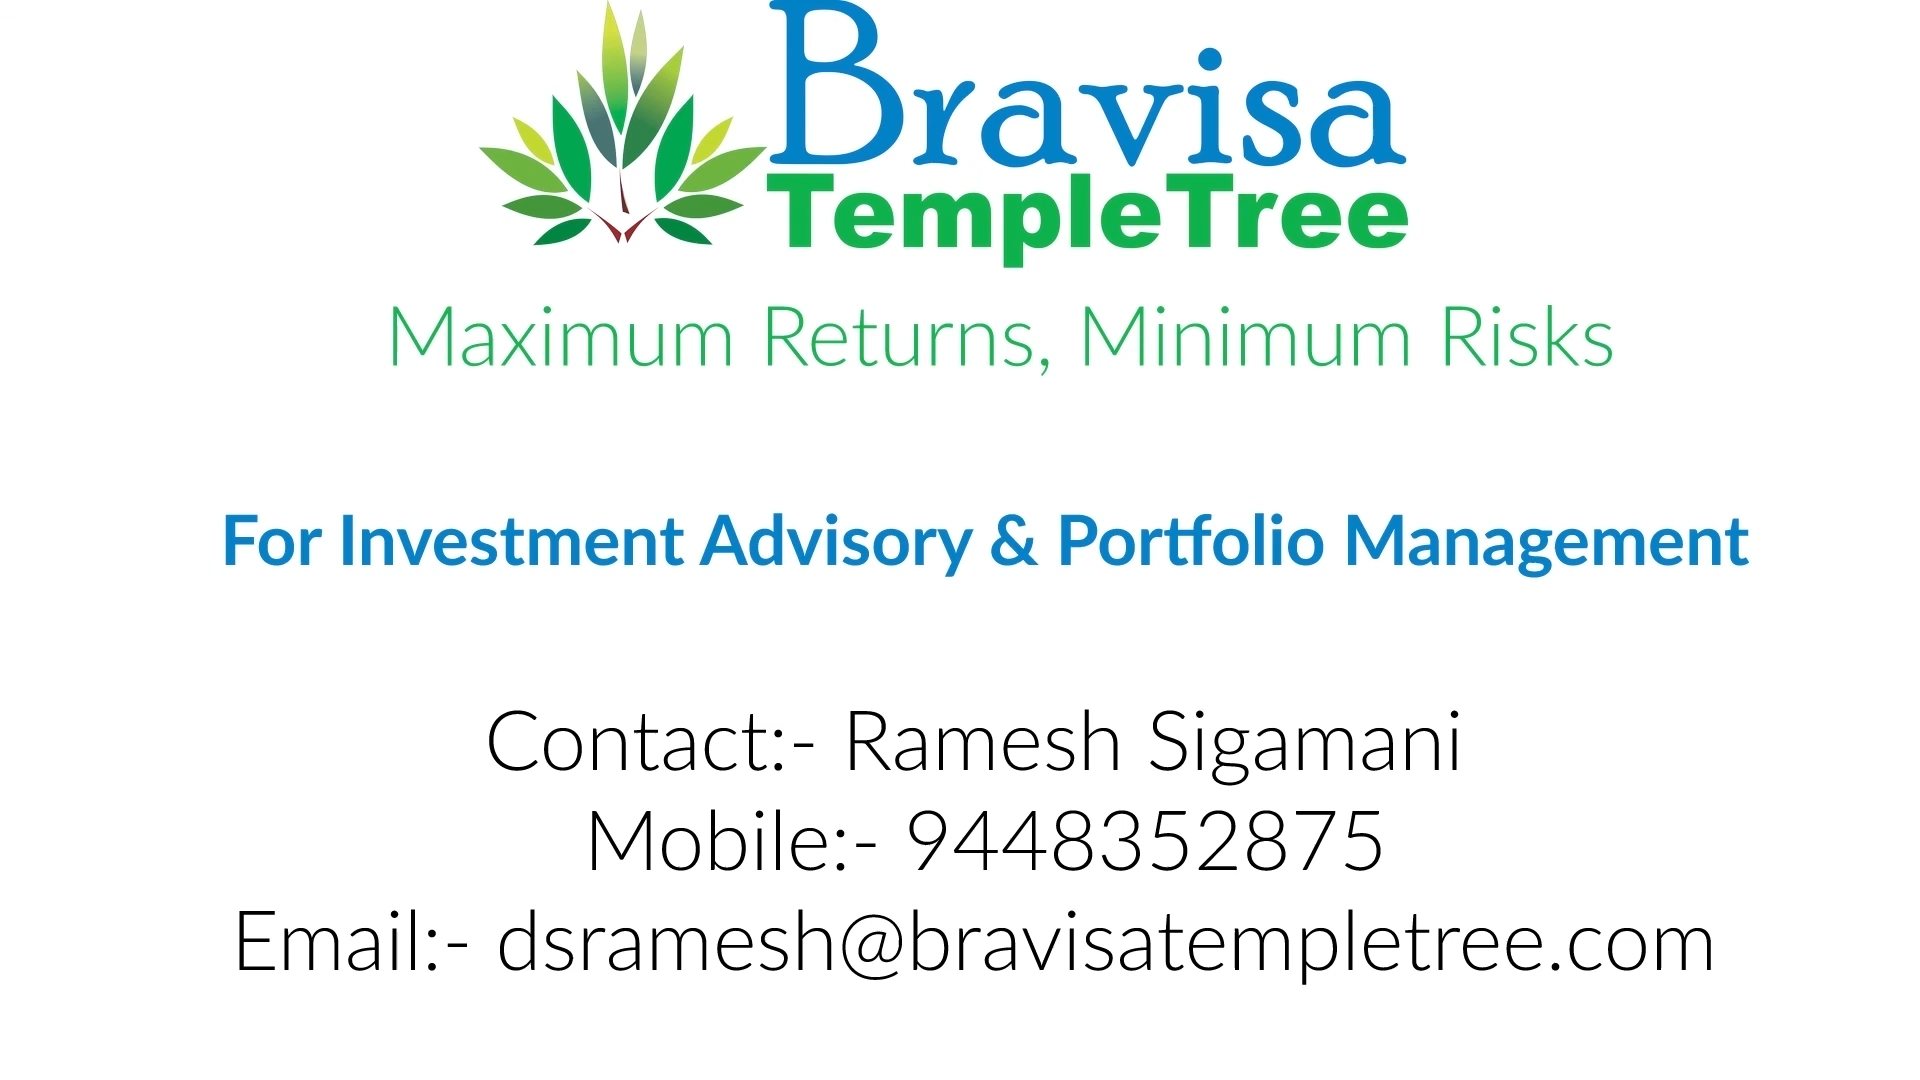 Bravisa
TempleTree
Maximum Returns, Minimum Risks
For Investment Advisory & Portfolio Management
Contact:- Ramesh Sigamani
Mobile:- 9448352875
Email:- dsramesh@bravisatempletree.com